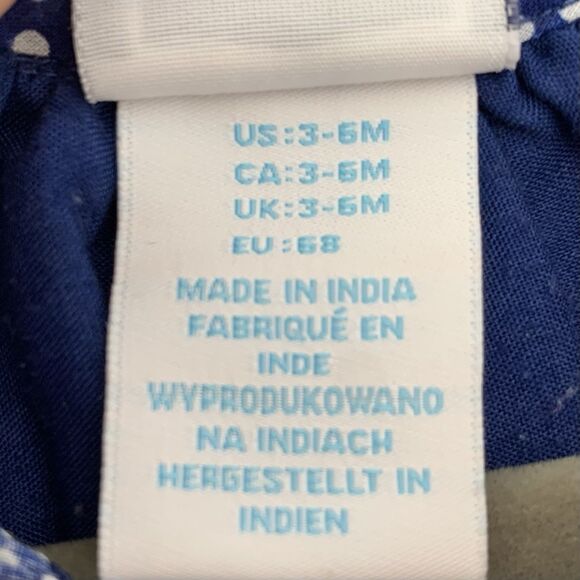 US:3-6M
CA:3-6M
UK:3-6M
EU:68
MADE IN INDIA
FABRIQUÉ EN
INDE
WYPRODUKOWANO
NA INDIACH
HERGESTELLT IN
INDIEN